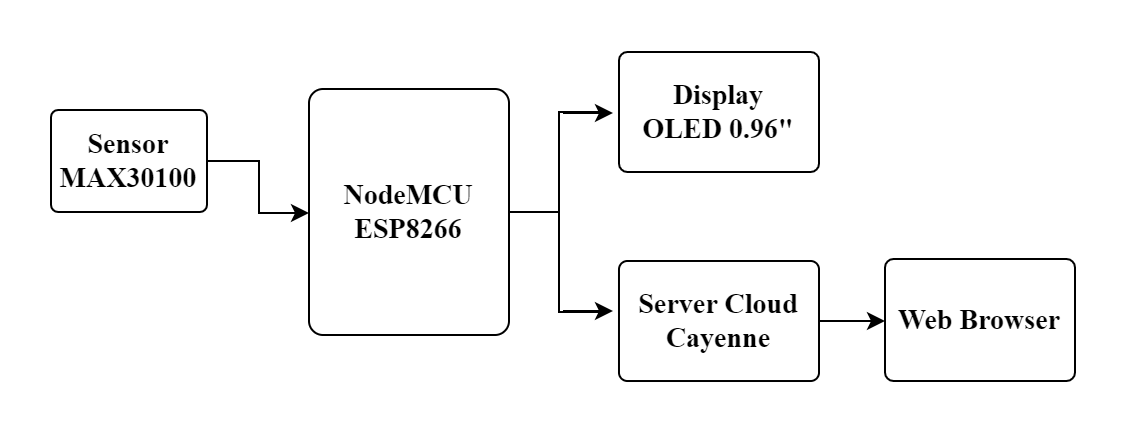 Sensor
MAX30100
NodeMCU
ESP8266
Display
OLED 0.96"
Server Cloud
Cayenne
Web Browser